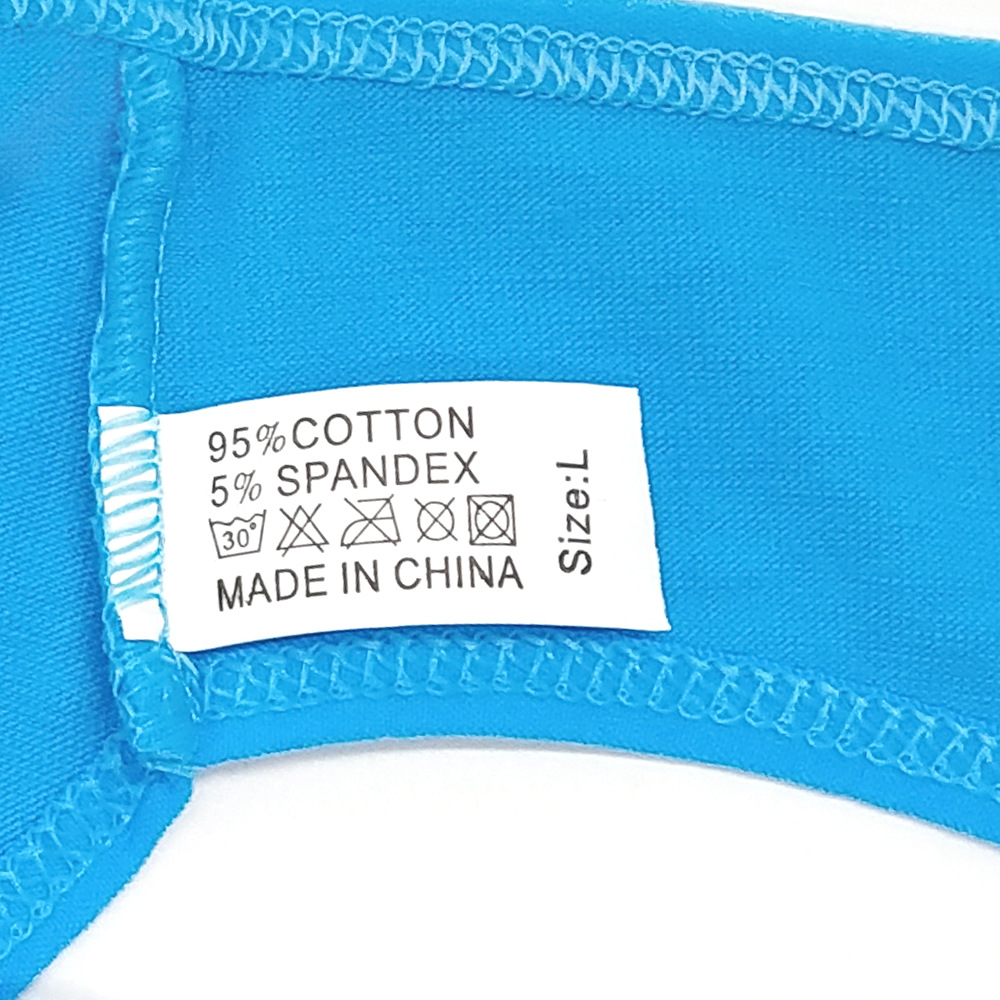 95% COTTON
5% SPANDEX
30°
MADE IN CHINA
Size:L